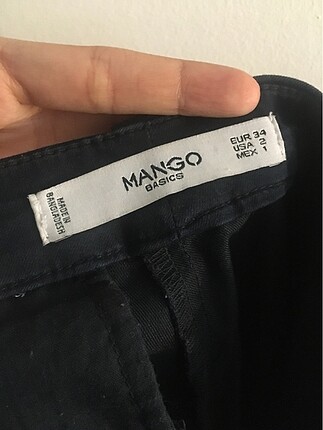 MANGO
BASICS
EUR 34
USA 2
MEX 1
MADE IN
BANGLADESH